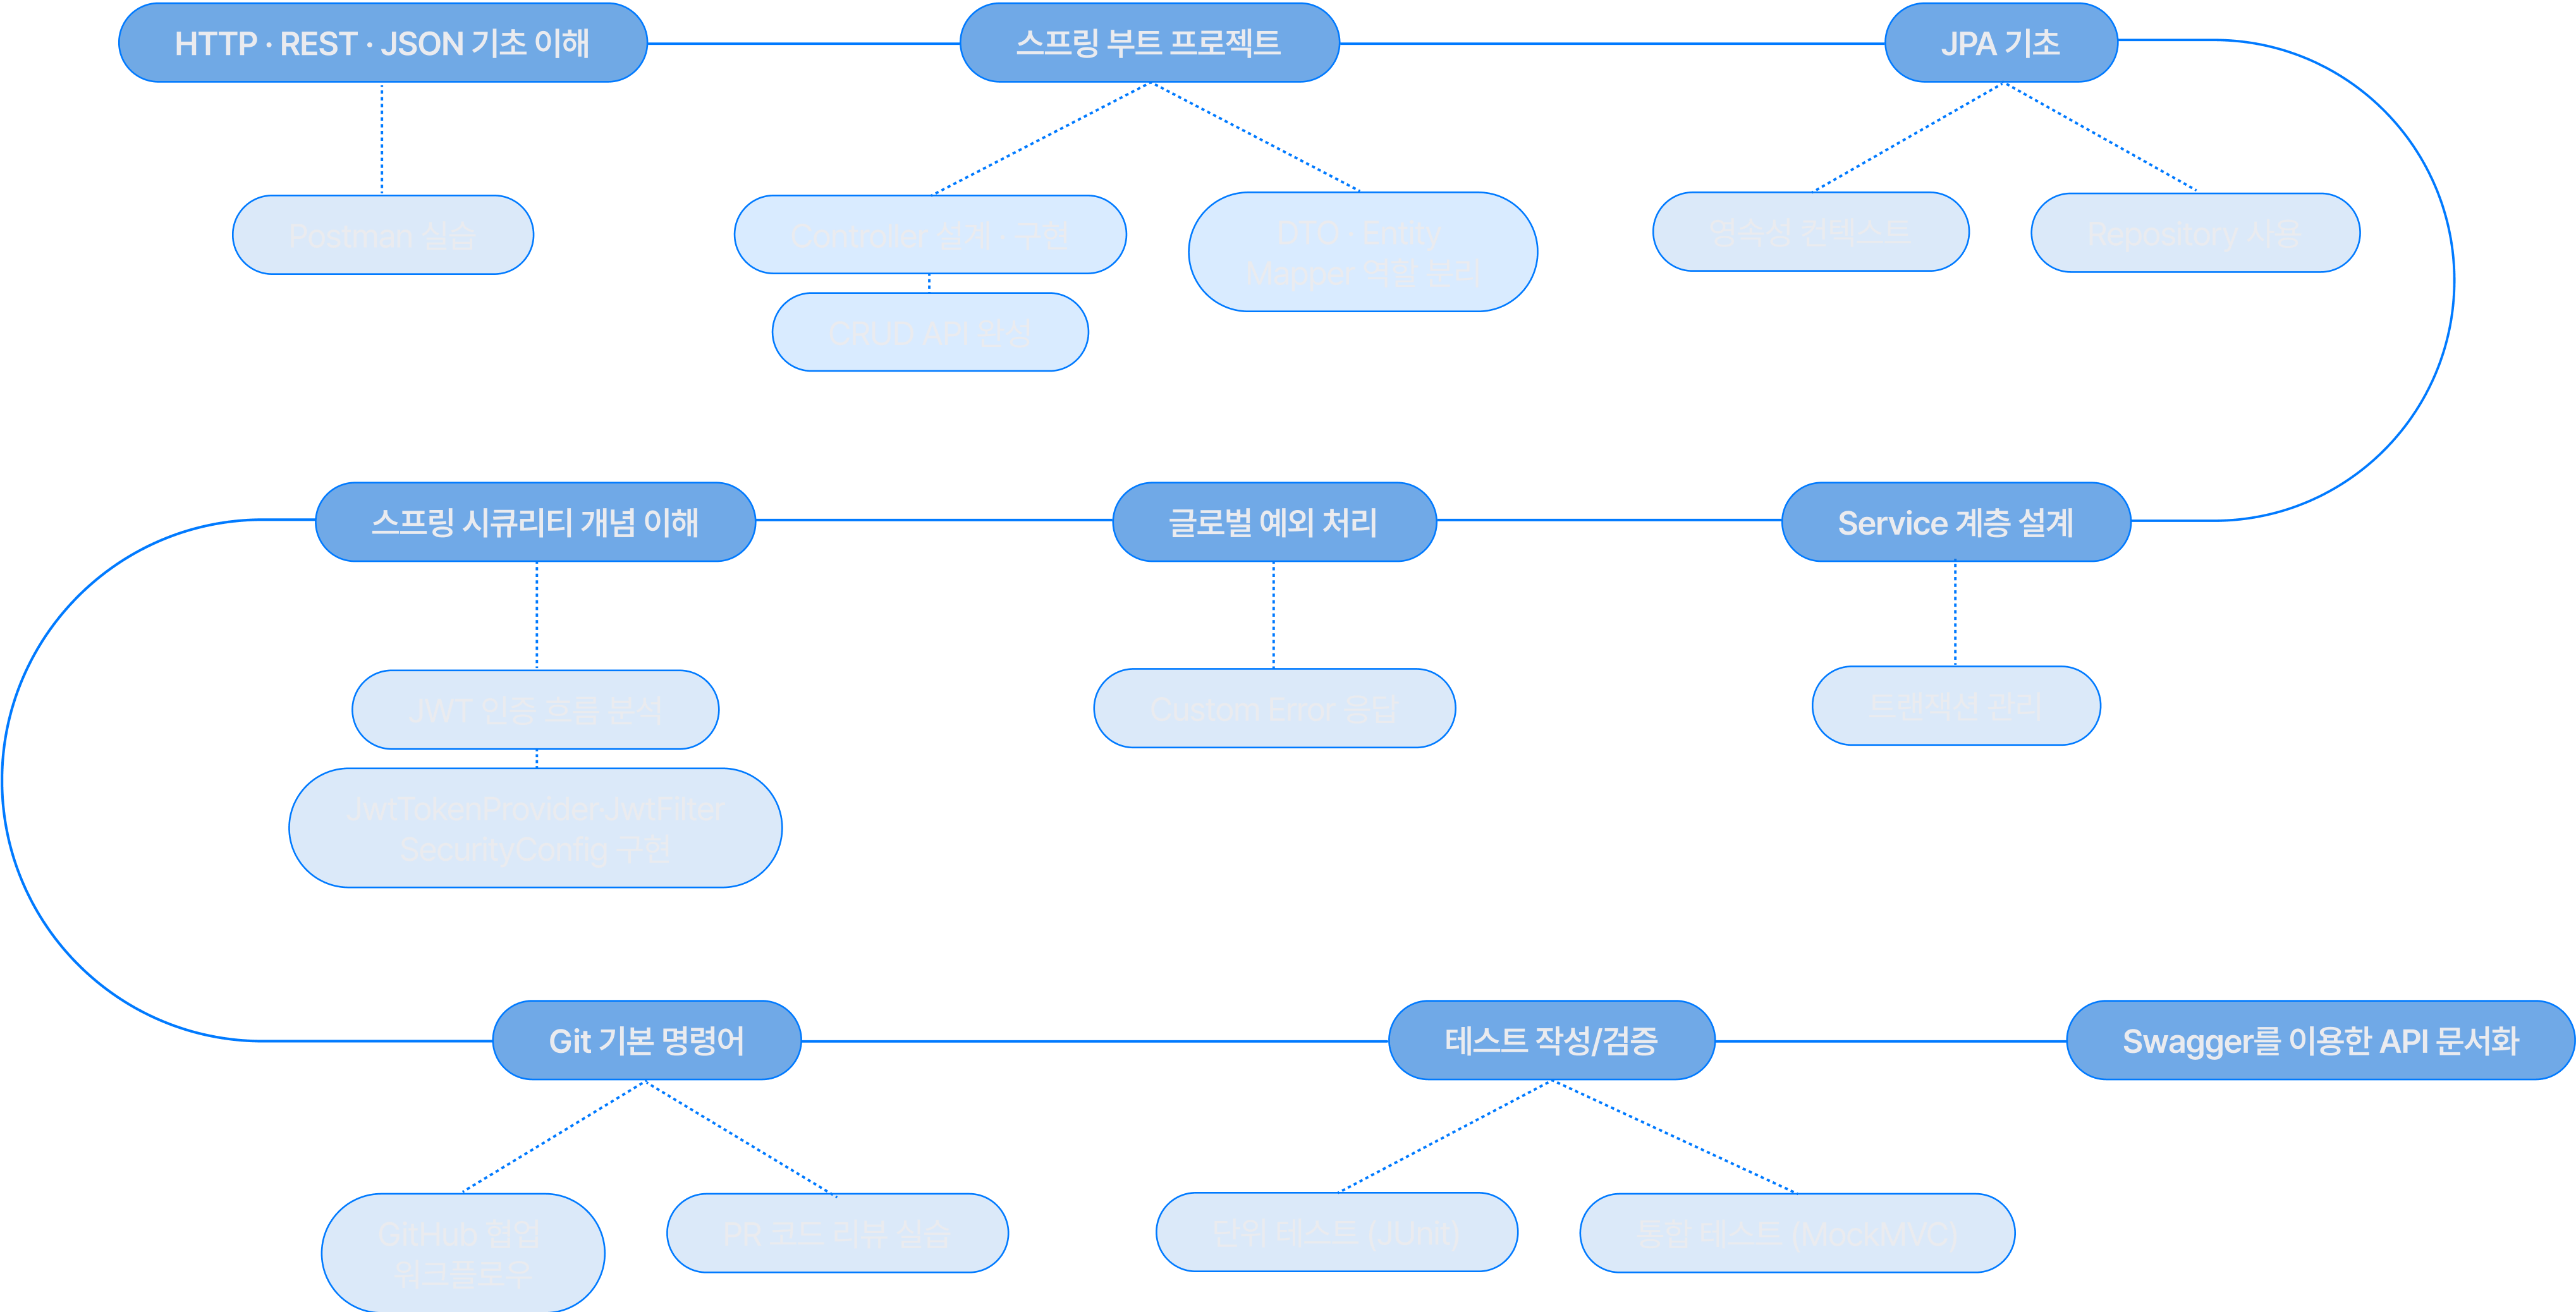 HTTP · REST · JSON 기초 이해
스프링 부트 프로젝트
JPA 기초
Postman 실습
Controller 설계 · 구현
DTO · Entity
Mapper 역할 분리
영속성 컨텍스트
Repository 사용
CRUD API 완성
스프링 시큐리티 개념 이해
글로벌 예외 처리
Service 계층 설계
JWT 인증 흐름 분석
Custom Error 응답
트랜잭션 관리
JwtTokenProvider·JwtFilter
SecurityConfig 구현
Git 기본 명령어
테스트 작성/검증
Swagger를 이용한 API 문서화
GitHub 협업
워크플로우
PR 코드 리뷰 실습
단위 테스트 (JUnit)
통합 테스트 (MockMVC)